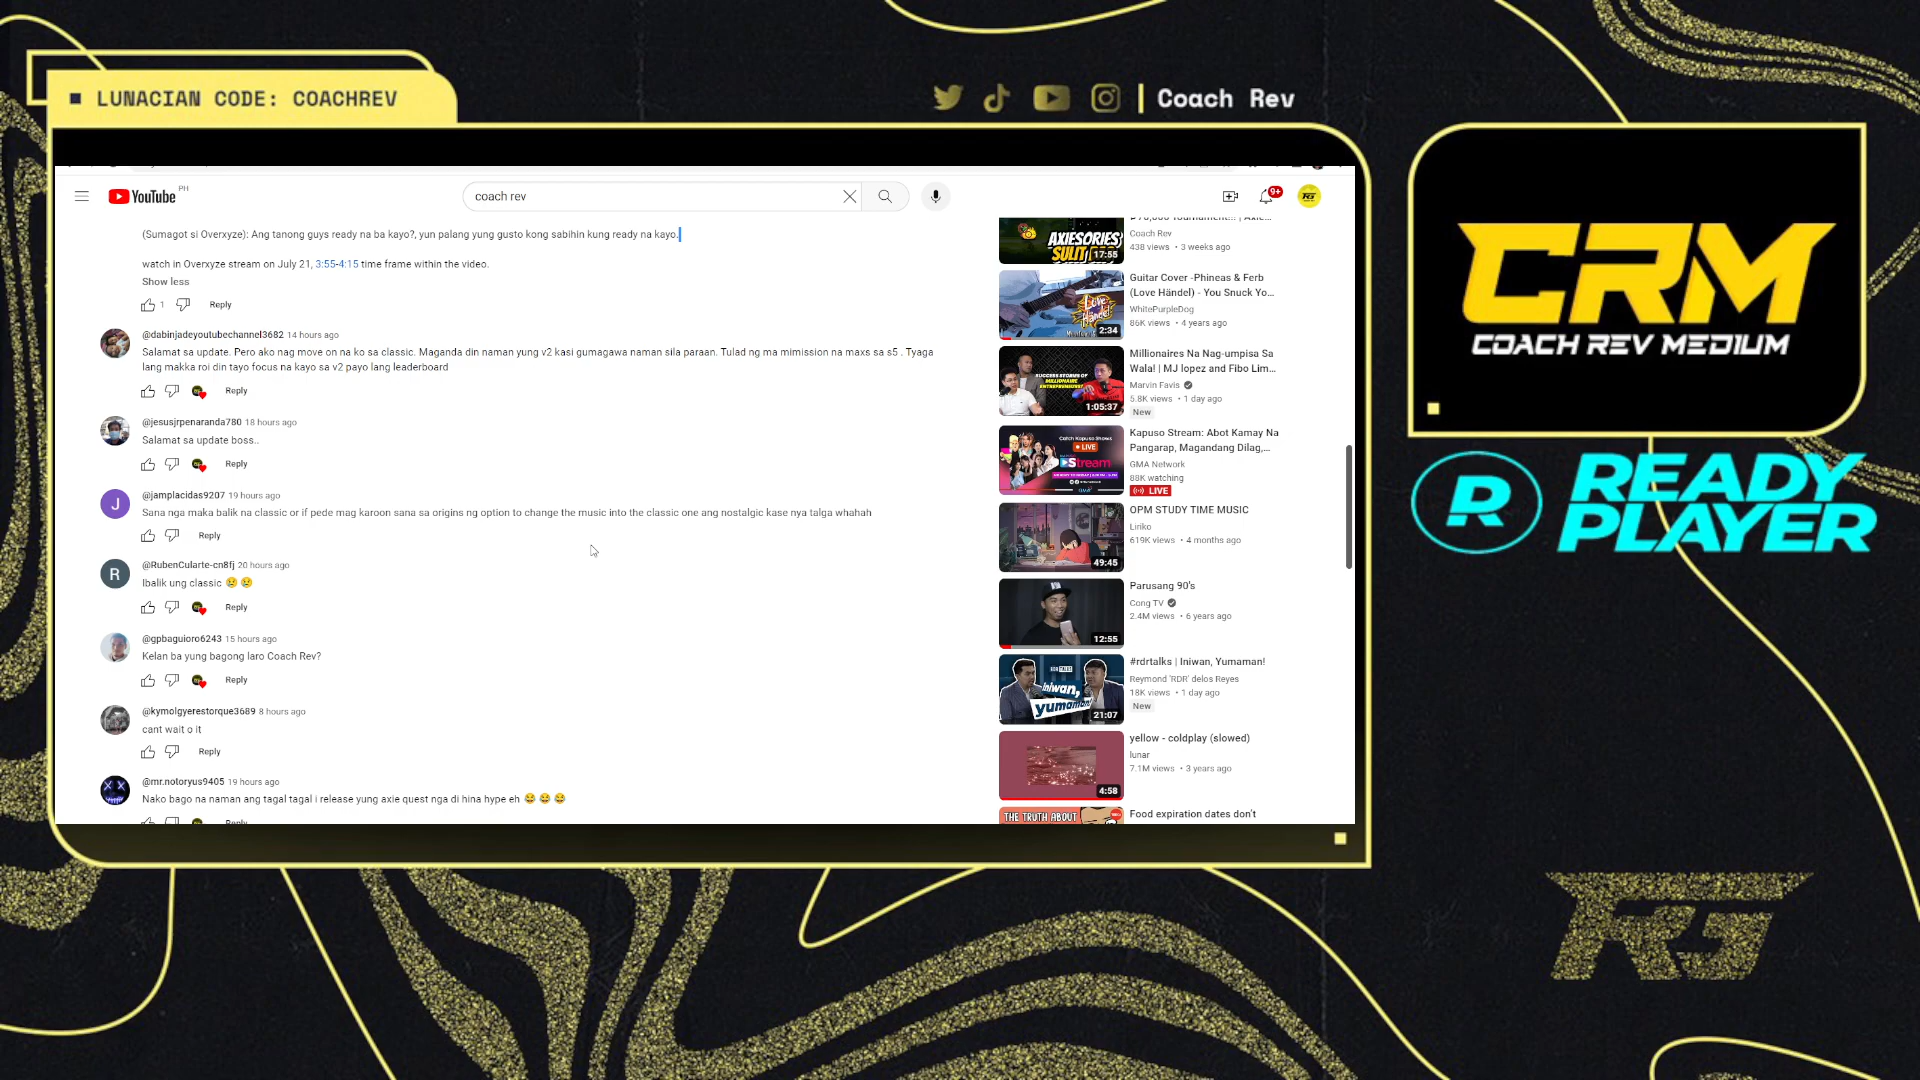 LUNACIAN CODE: COACHREV
Coach Rev
YouTube PH
coach rev
9+
(Sumagot si Overxyze): Ang tanong guys ready na ba kayo?, yun palang yung gusto kong sabihin kung ready na kayo.
watch in Overxyze stream on July 21, 3:55-4:15 time frame within the video.
Show less
1 Reply
@dabinjadeyoutubechannel3682 14 hours ago
Salamat sa update. Pero ako nag move on na ko sa classic. Maganda din naman yung v2 kasi gumagawa naman sila paraan. Tulad ng ma mimission na maxs sa s5 . Tyaga
lang makka roi din tayo focus na kayo sa v2 payo lang leaderboard
Reply
@jesusjrpenaranda780 18 hours ago
Salamat sa update boss..
Reply
@jamplacidas9207 19 hours ago
J
Sana nga maka balik na classic or if pede mag karoon sana sa origins ng option to change the music into the classic one ang nostalgic kase nya talga whahah
Reply
@RubenCularte-cn8fj 20 hours ago
R
Ibalik ung classic 😢 😢
Reply
@gpbaguioro6243 15 hours ago
Kelan ba yung bagong laro Coach Rev?
Reply
@kymolgyerestorque3689 8 hours ago
cant wait o it
Reply
@mr.notoryus9405 19 hours ago
Nako bago na naman ang tagal tagal i release yung axie quest nga di hina hype eh 😂 😂 😂
Reply
AXIESORIES
SULIT
17:55
Coach Rev
438 views • 3 weeks ago
Guitar Cover -Phineas & Ferb
(Love Händel) - You Snuck Yo...
WhitePurpleDog
86K views • 4 years ago
Love
Händel
2:34
Millionaires Na Nag-umpisa Sa
Wala! | MJ lopez and Fibo Lim...
Marvin Favis
5.8K views • 1 day ago
New
SUCCESS STORIES OF
MILLIONAIRE
ENTREPRENEURS
1:05:37
Kapuso Stream: Abot Kamay Na
Pangarap, Magandang Dilag,...
GMA Network
88K watching
LIVE
Catch Kapuso Shows
LIVE
Stream
OPM STUDY TIME MUSIC
Liriko
619K views • 4 months ago
49:45
Parusang 90's
Cong TV
2.4M views • 6 years ago
12:55
#rdrtalks | Iniwan, Yumaman!
Reymond 'RDR' delos Reyes
18K views • 1 day ago
New
iniwan,
yumaman!
21:07
yellow - coldplay (slowed)
lunar
7.1M views • 3 years ago
4:58
Food expiration dates don't
THE TRUTH ABOUT
CRM
COACH REV MEDIUM
R
READY
PLAYER